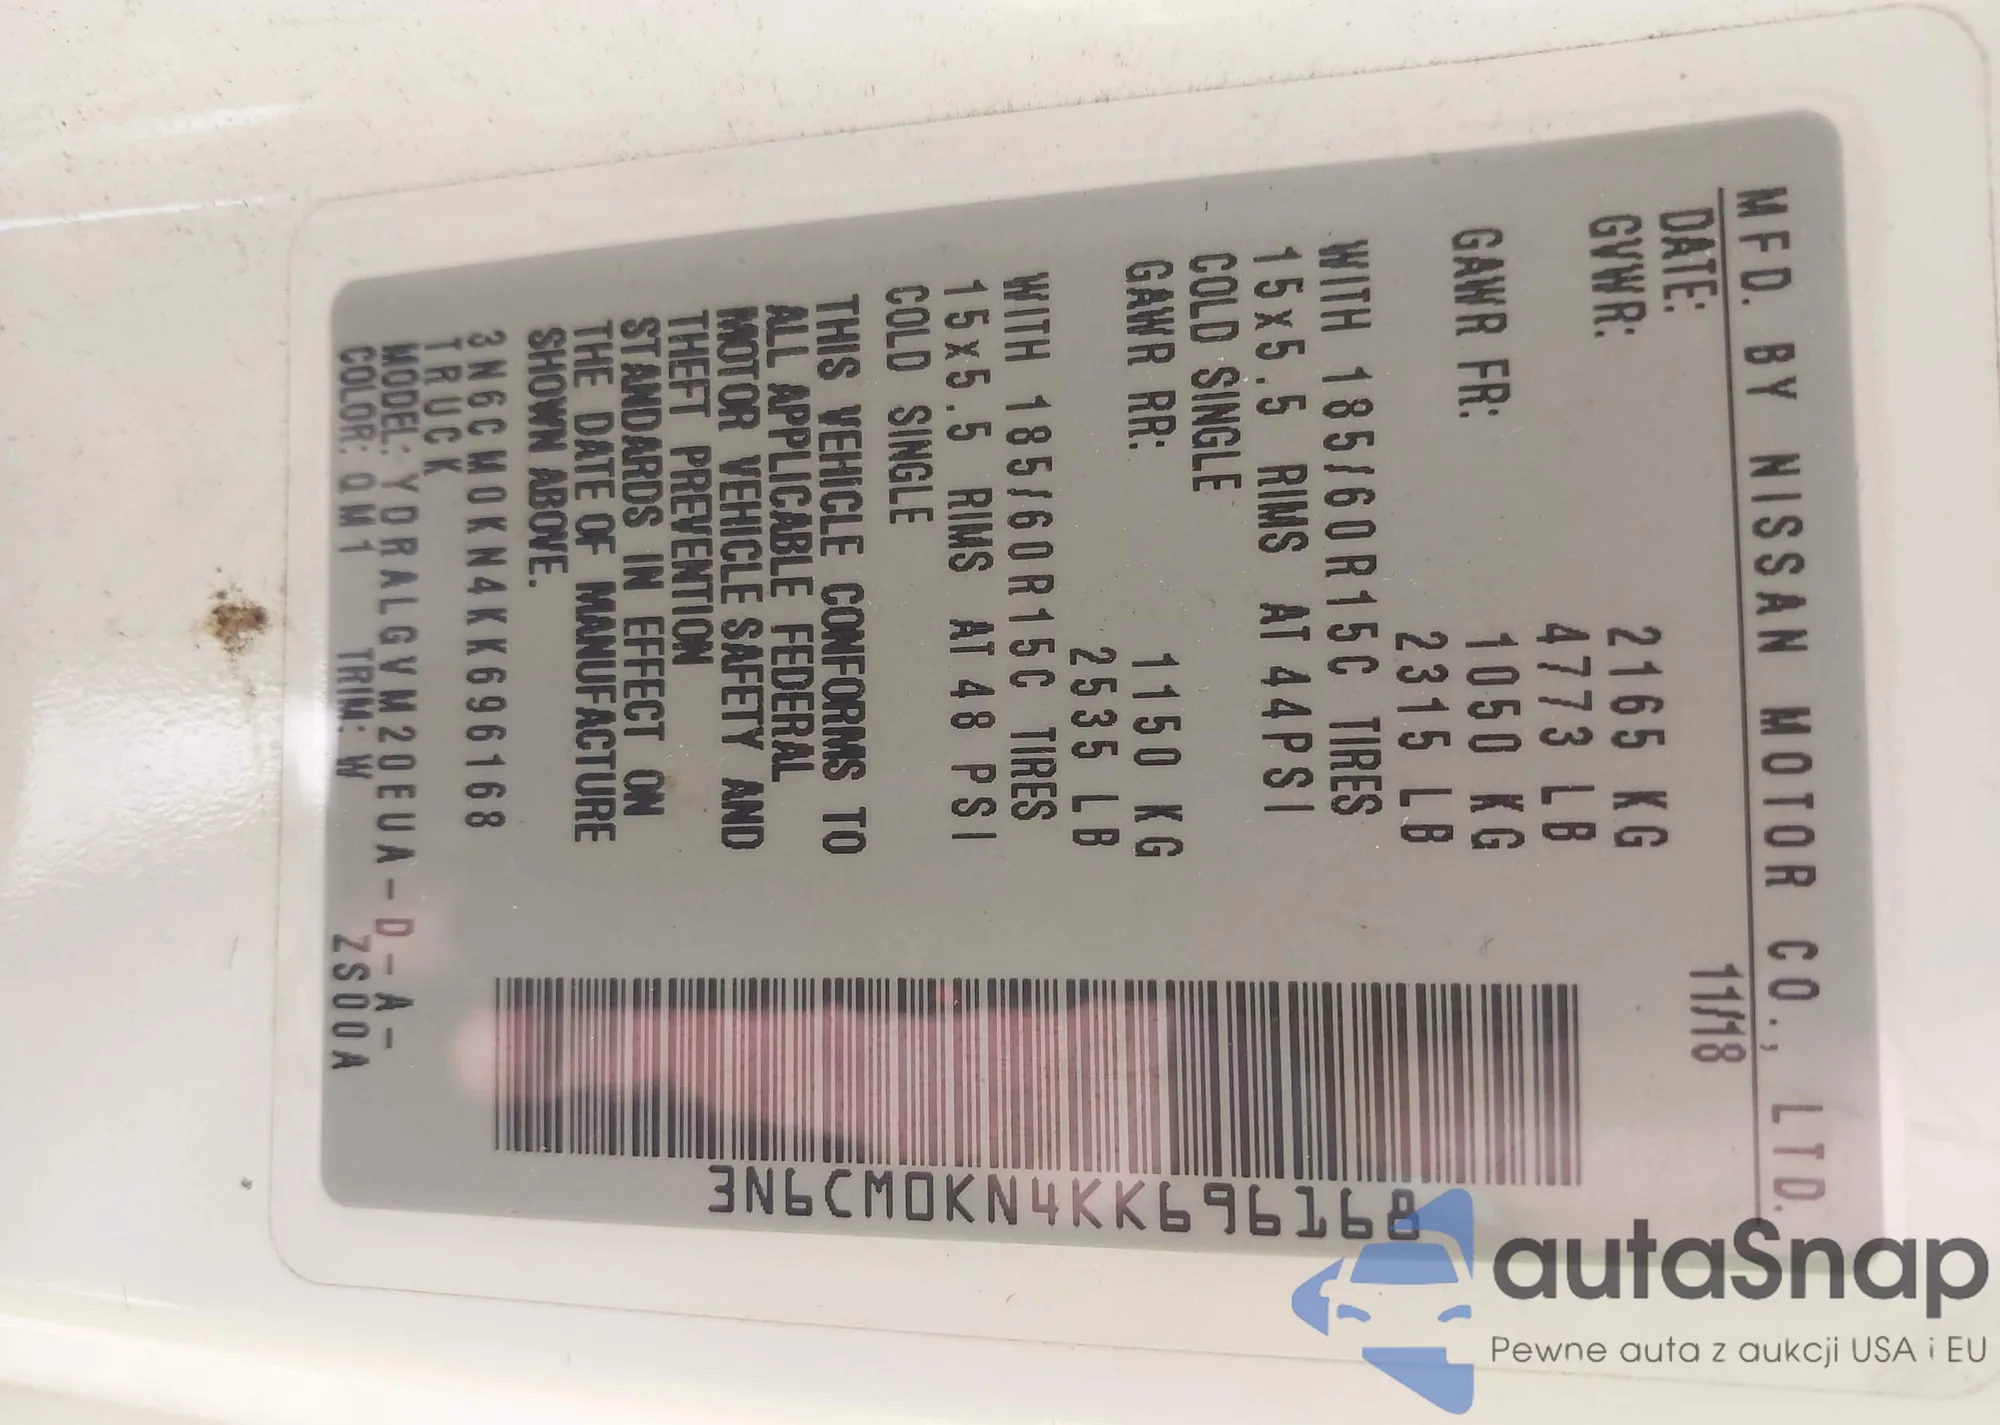 MFD. BY NISSAN MOTOR CO., LTD.
DATE: 11/18
GVWR: 2165 KG
4773 LB
GAWR FR: 1050 KG
2315 LB
WITH 185/60R15C TIRES
15x5.5 RIMS AT 44PSI
COLD SINGLE
GAWR RR: 1150 KG
2535 LB
WITH 185/60R15C TIRES
15x5.5 RIMS AT 48 PSI
COLD SINGLE
THIS VEHICLE CONFORMS TO
ALL APPLICABLE FEDERAL
MOTOR VEHICLE SAFETY AND
THEFT PREVENTION
STANDARDS IN EFFECT ON
THE DATE OF MANUFACTURE
SHOWN ABOVE.
3N6CM0KN4KK696168
TRUCK
MODEL: YDRALGVM20EUA-D-A-
COLOR: QM1 TRIM: W ZS00A
3N6CM0KN4KK696168
autaSnap
Pewne auta z aukcji USA i EU